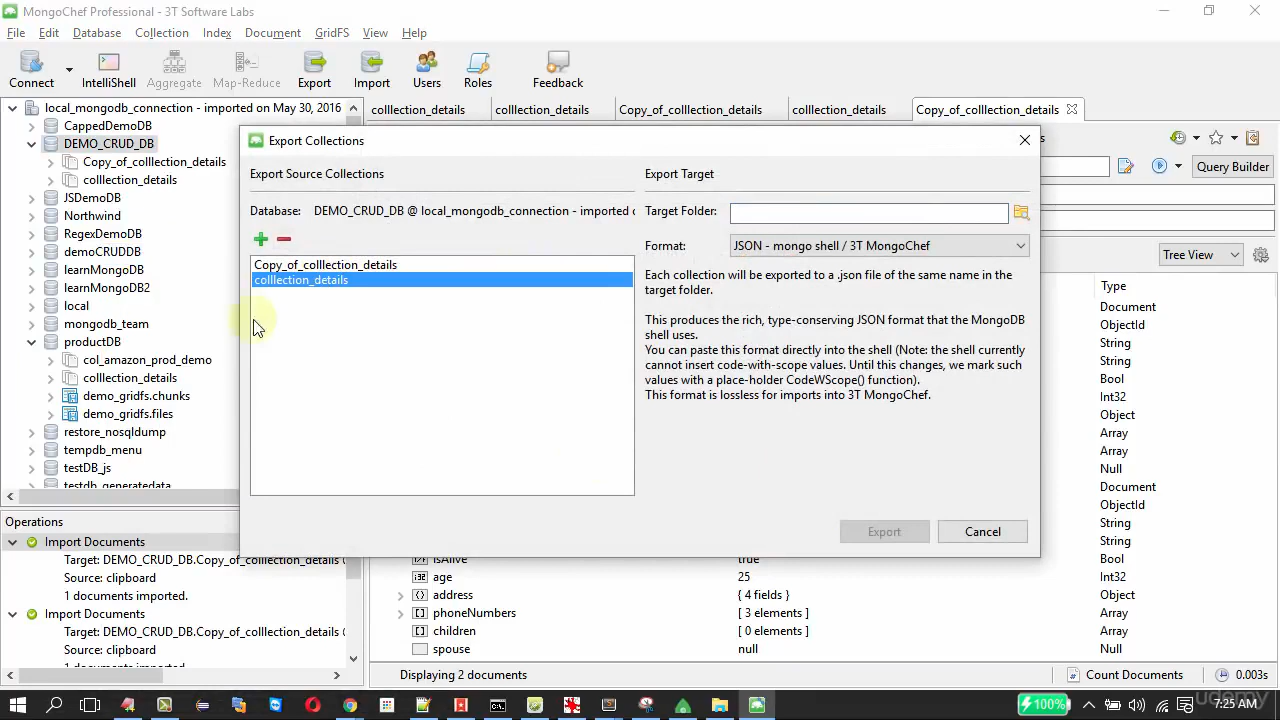 MongoChef Professional - 3T Software Labs
File Edit Database Collection Index Document GridFS View Help
Connect IntelliShell Aggregate Map-Reduce Export Import Users Roles Feedback
local_mongodb_connection - imported on May 30, 2016
CappedDemoDB
DEMO_CRUD_DB
Copy_of_colllection_details
colllection_details
JSDemoDB
Northwind
RegexDemoDB
demoCRUDDB
learnMongoDB
learnMongoDB2
local
mongodb_team
productDB
col_amazon_prod_demo
colllection_details
demo_gridfs.chunks
demo_gridfs.files
restore_nosqldump
tempdb_menu
testDB_js
testdb_generatedata
Operations
Import Documents
Target: DEMO_CRUD_DB.Copy_of_colllection_details (
Source: clipboard
1 documents imported.
Import Documents
Target: DEMO_CRUD_DB.Copy_of_colllection_details (
Source: clipboard
1 documents imported.
colllection_details colllection_details Copy_of_colllection_details colllection_details Copy_of_colllection_details
Query Builder
Tree View
Export Collections
Export Source Collections
Database: DEMO_CRUD_DB @ local_mongodb_connection - imported
Copy_of_colllection_details
colllection_details
Export Target
Target Folder:
Format: JSON - mongo shell / 3T MongoChef
Each collection will be exported to a .json file of the same name in the
target folder.
This produces the rich, type-conserving JSON format that the MongoDB
shell uses.
You can paste this format directly into the shell (Note: the shell currently
cannot insert code-with-scope values. Until this changes, we mark such
values with a place-holder CodeWScope() function).
This format is lossless for imports into 3T MongoChef.
Export Cancel
Type
Document
ObjectId
String
String
Bool
Int32
Object
Array
Array
Null
Document
ObjectId
String
String
isAlive true Bool
age 25 Int32
address { 4 fields } Object
phoneNumbers [ 3 elements ] Array
children [ 0 elements ] Array
spouse null Null
Displaying 2 documents Count Documents 0.003s
100% 7:25 AM
udemy